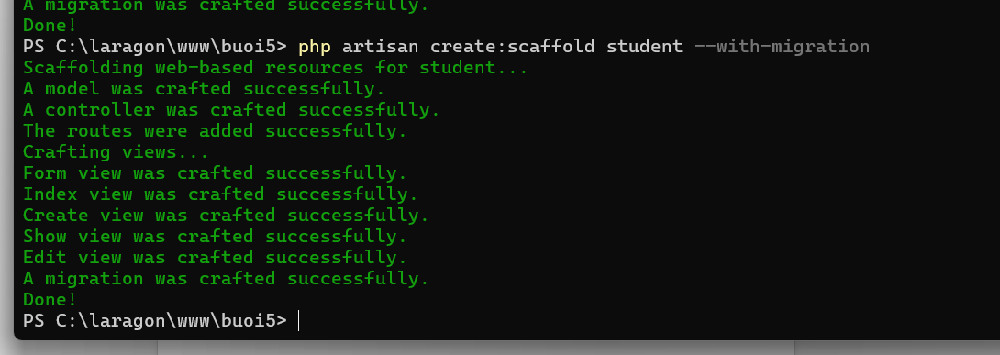 A migration was crafted successfully.
Done!
PS C:\laragon\www\buoi5> php artisan create:scaffold student --with-migration
Scaffolding web-based resources for student...
A model was crafted successfully.
A controller was crafted successfully.
The routes were added successfully.
Crafting views...
Form view was crafted successfully.
Index view was crafted successfully.
Create view was crafted successfully.
Show view was crafted successfully.
Edit view was crafted successfully.
A migration was crafted successfully.
Done!
PS C:\laragon\www\buoi5>